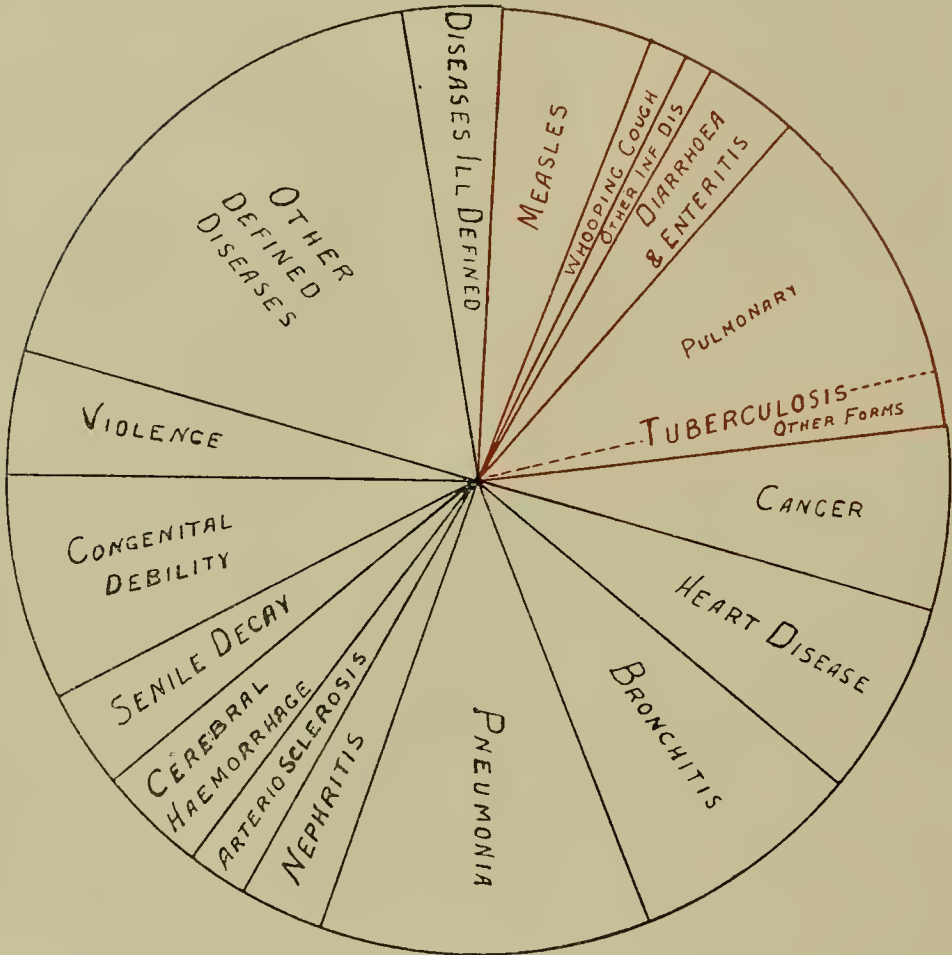 DISEASES ILL DEFINED
MEASLES
WHOOPING COUGH
OTHER INF DIS
DIARRHOEA
& ENTERITIS
PULMONARY
TUBERCULOSIS
OTHER FORMS
CANCER
HEART DISEASE
BRONCHITIS
PNEUMONIA
NEPHRITIS
ARTERIO SCLEROSIS
CEREBRAL
HAEMORRHAGE
SENILE DECAY
CONGENITAL
DEBILITY
VIOLENCE
OTHER
DEFINED
DISEASES